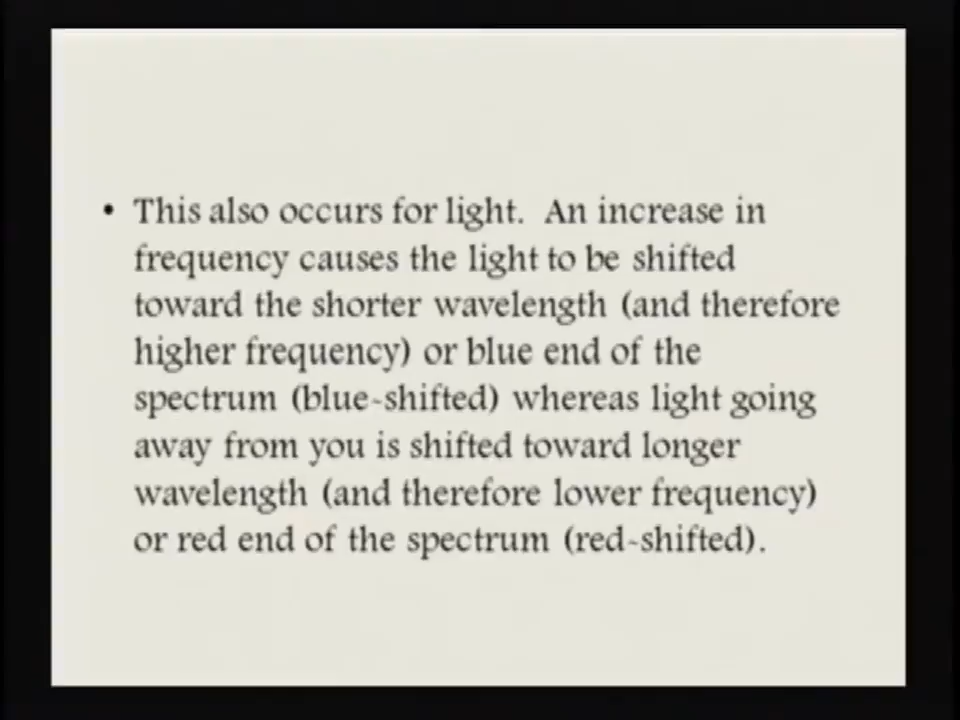 • This also occurs for light.  An increase in
frequency causes the light to be shifted
toward the shorter wavelength (and therefore
higher frequency) or blue end of the
spectrum (blue-shifted) whereas light going
away from you is shifted toward longer
wavelength (and therefore lower frequency)
or red end of the spectrum (red-shifted).